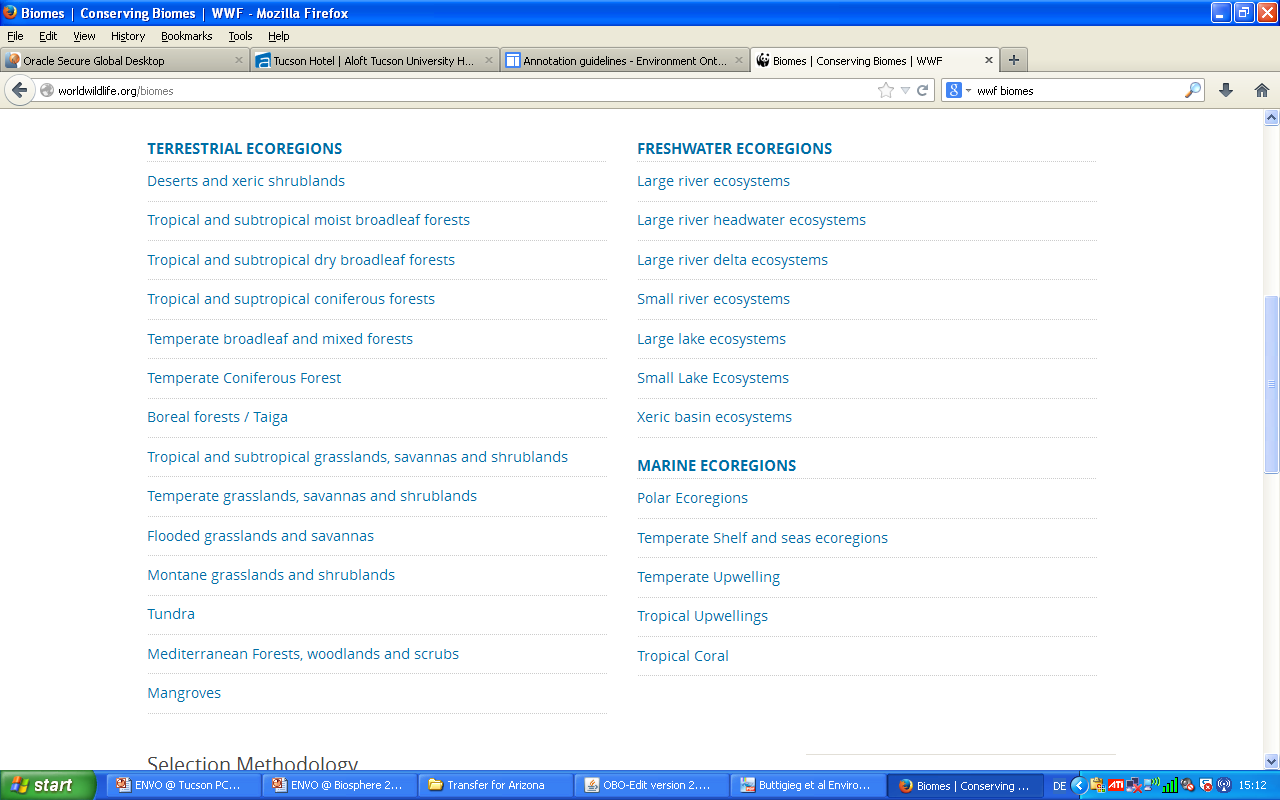 Biomes | Conserving Biomes | WWF - Mozilla Firefox
File Edit View History Bookmarks Tools Help
Oracle Secure Global Desktop
Tucson Hotel | Aloft Tucson University H...
Annotation guidelines - Environment Ont...
Biomes | Conserving Biomes | WWF
worldwildlife.org/biomes
wwf biomes
TERRESTRIAL ECOREGIONS
Deserts and xeric shrublands
Tropical and subtropical moist broadleaf forests
Tropical and subtropical dry broadleaf forests
Tropical and suptropical coniferous forests
Temperate broadleaf and mixed forests
Temperate Coniferous Forest
Boreal forests / Taiga
Tropical and subtropical grasslands, savannas and shrublands
Temperate grasslands, savannas and shrublands
Flooded grasslands and savannas
Montane grasslands and shrublands
Tundra
Mediterranean Forests, woodlands and scrubs
Mangroves
FRESHWATER ECOREGIONS
Large river ecosystems
Large river headwater ecosystems
Large river delta ecosystems
Small river ecosystems
Large lake ecosystems
Small Lake Ecosystems
Xeric basin ecosystems
MARINE ECOREGIONS
Polar Ecoregions
Temperate Shelf and seas ecoregions
Temperate Upwelling
Tropical Upwellings
Tropical Coral
Selection Methodology
start
ENVO @ Tucson PC...
ENVO @ Biosphere 2...
Transfer for Arizona
OBO-Edit version 2....
Buttigieg et al Enviro...
Biomes | Conserving ...
DE
ATI
15:12